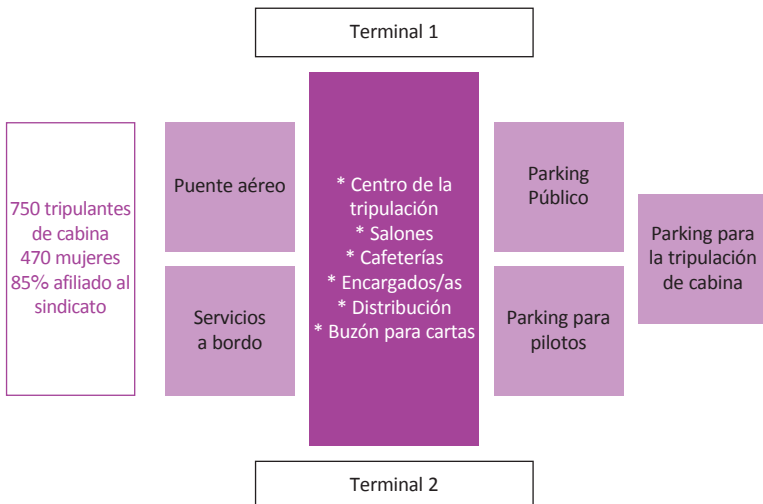 Terminal 1
750 tripulantes
de cabina
470 mujeres
85% afiliado al
sindicato
Puente aéreo
Servicios
a bordo
* Centro de la
tripulación
* Salones
* Cafeterías
* Encargados/as
* Distribución
* Buzón para cartas
Parking
Público
Parking para
pilotos
Parking para
la tripulación
de cabina
Terminal 2